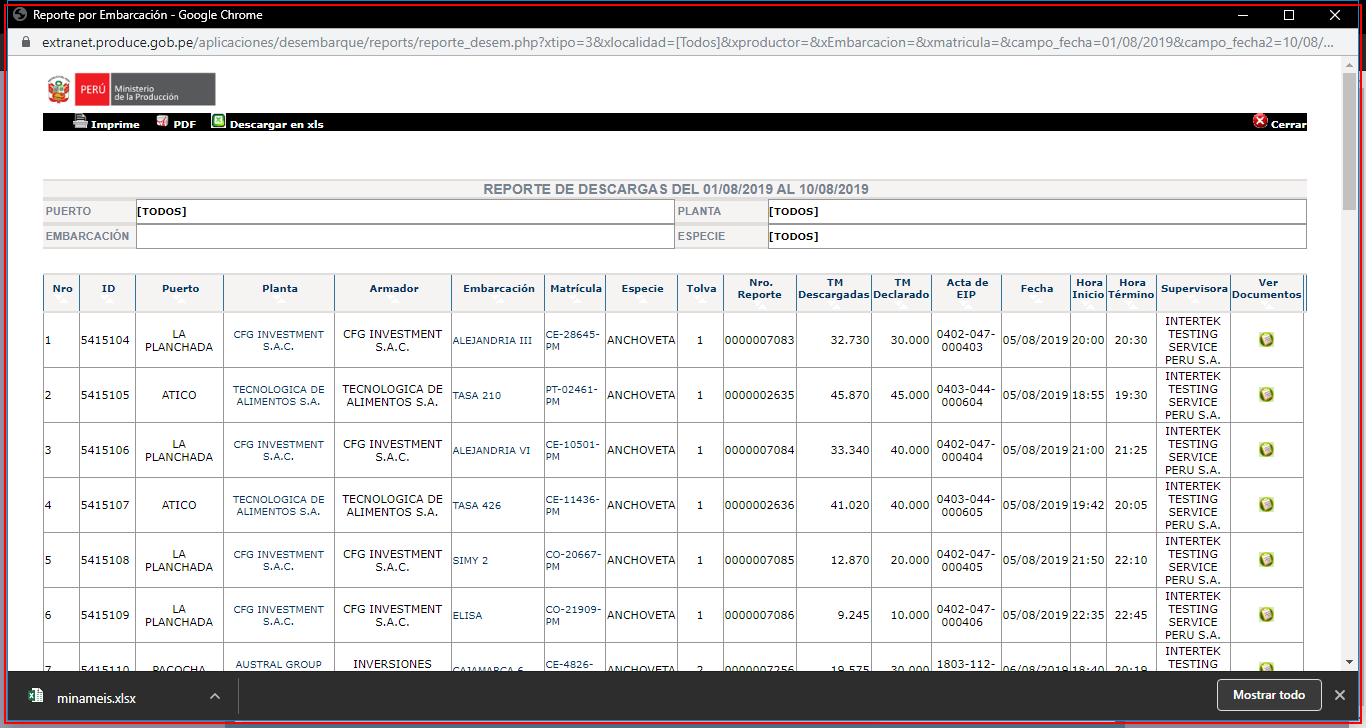 Reporte por Embarcación - Google Chrome
extranet.produce.gob.pe/aplicaciones/desembarque/reports/reporte_desem.php?xtipo=3&xlocalidad=[Todos]&xproductor=&xEmbarcacion=&xmatricula=&campo_fecha=01/08/2019&campo_fecha2=10/08/...
PERÚ Ministerio
de la Producción
Imprime PDF Descargar en xls Cerrar
REPORTE DE DESCARGAS DEL 01/08/2019 AL 10/08/2019
PUERTO [TODOS] PLANTA [TODOS]
EMBARCACIÓN ESPECIE [TODOS]
Nro ID Puerto Planta Armador Embarcación Matrícula Especie Tolva Nro. Reporte TM Descargadas TM Declarado Acta de EIP Fecha Hora Inicio Hora Término Supervisora Ver Documentos
1 5415104 LA PLANCHADA CFG INVESTMENT S.A.C. CFG INVESTMENT S.A.C. ALEJANDRIA III CE-28645-PM ANCHOVETA 1 0000007083 32.730 30.000 0402-047-000403 05/08/2019 20:00 20:30 INTERTEK TESTING SERVICE PERU S.A.
2 5415105 ATICO TECNOLOGICA DE ALIMENTOS S.A. TECNOLOGICA DE ALIMENTOS S.A. TASA 210 PT-02461-PM ANCHOVETA 1 0000002635 45.870 45.000 0403-044-000604 05/08/2019 18:55 19:30 INTERTEK TESTING SERVICE PERU S.A.
3 5415106 LA PLANCHADA CFG INVESTMENT S.A.C. CFG INVESTMENT S.A.C. ALEJANDRIA VI CE-10501-PM ANCHOVETA 1 0000007084 33.340 40.000 0402-047-000404 05/08/2019 21:00 21:25 INTERTEK TESTING SERVICE PERU S.A.
4 5415107 ATICO TECNOLOGICA DE ALIMENTOS S.A. TECNOLOGICA DE ALIMENTOS S.A. TASA 426 CE-11436-PM ANCHOVETA 1 0000002636 41.020 40.000 0403-044-000605 05/08/2019 19:42 20:05 INTERTEK TESTING SERVICE PERU S.A.
5 5415108 LA PLANCHADA CFG INVESTMENT S.A.C. CFG INVESTMENT S.A.C. SIMY 2 CO-20667-PM ANCHOVETA 1 0000007085 12.870 20.000 0402-047-000405 05/08/2019 21:50 22:10 INTERTEK TESTING SERVICE PERU S.A.
6 5415109 LA PLANCHADA CFG INVESTMENT S.A.C. CFG INVESTMENT S.A.C. ELISA CO-21909-PM ANCHOVETA 1 0000007086 9.245 10.000 0402-047-000406 05/08/2019 22:35 22:45 INTERTEK TESTING SERVICE PERU S.A.
7 5415110 PACOCHA AUSTRAL GROUP INVERSIONES CAJAMARCA 6 CE-4826- ANCHOVETA 2 0000007256 19.575 30.000 1803-112- 06/08/2019 18:40 20:19 INTERTEK TESTING
minameis.xlsx Mostrar todo